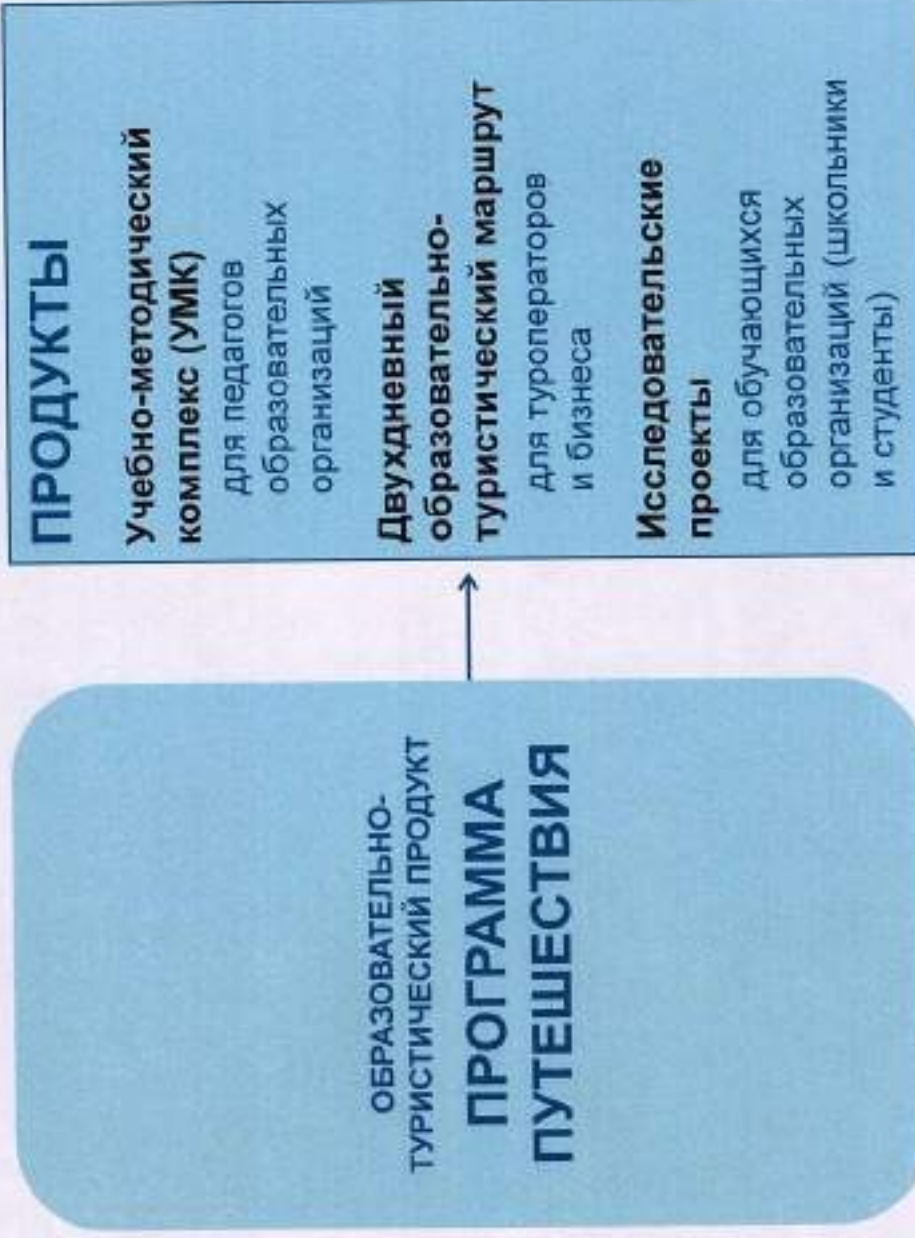 ОБРАЗОВАТЕЛЬНО-
ТУРИСТИЧЕСКИЙ ПРОДУКТ
ПРОГРАММА
ПУТЕШЕСТВИЯ
ПРОДУКТЫ
Учебно-методический
комплекс (УМК)
для педагогов
образовательных
организаций
Двухдневный
образовательно-
туристический маршрут
для туроператоров
и бизнеса
Исследовательские
проекты
для обучающихся
образовательных
организаций (школьники
и студенты)